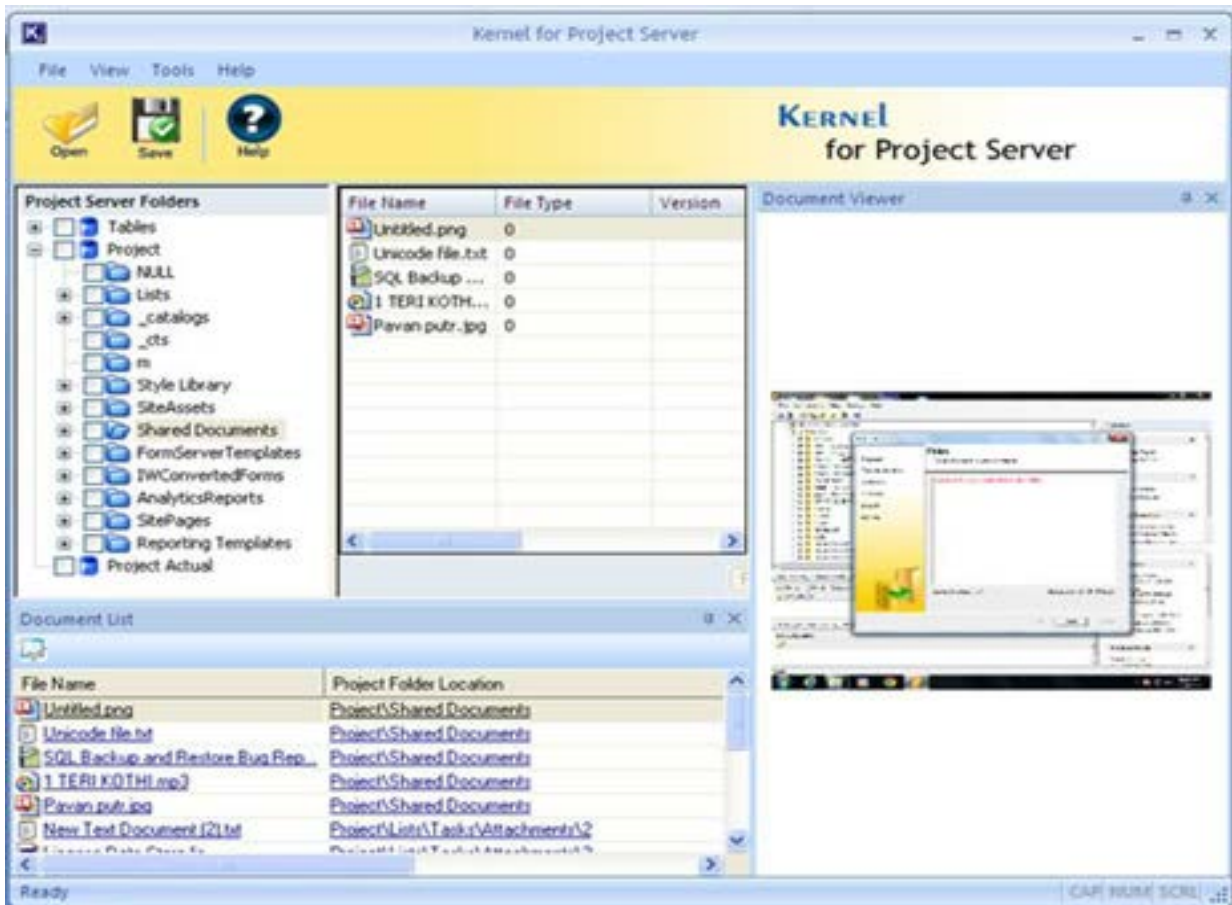 Kernel for Project Server
File View Tools Help
Open Save Help
KERNEL
for Project Server
Project Server Folders
Tables
Project
NULL
Lists
_catalogs
_cts
m
Style Library
SiteAssets
Shared Documents
FormServerTemplates
IWConvertedForms
AnalyticsReports
SitePages
Reporting Templates
Project Actual
File Name File Type Version
Untitled.png 0
Unicode file.txt 0
SQL Backup ... 0
1 TERI KOTH... 0
Pavan putr.jpg 0
Document Viewer
Document List
File Name Project Folder Location
Untitled.png Project\Shared Documents
Unicode file.txt Project\Shared Documents
SQL Backup and Restore Bug Rep... Project\Shared Documents
1 TERI KOTHI.mp3 Project\Shared Documents
Pavan putr.jpg Project\Shared Documents
New Text Document (2).txt Project\Lists\Tasks\Attachments\2
Ready CAP NUM SCRL